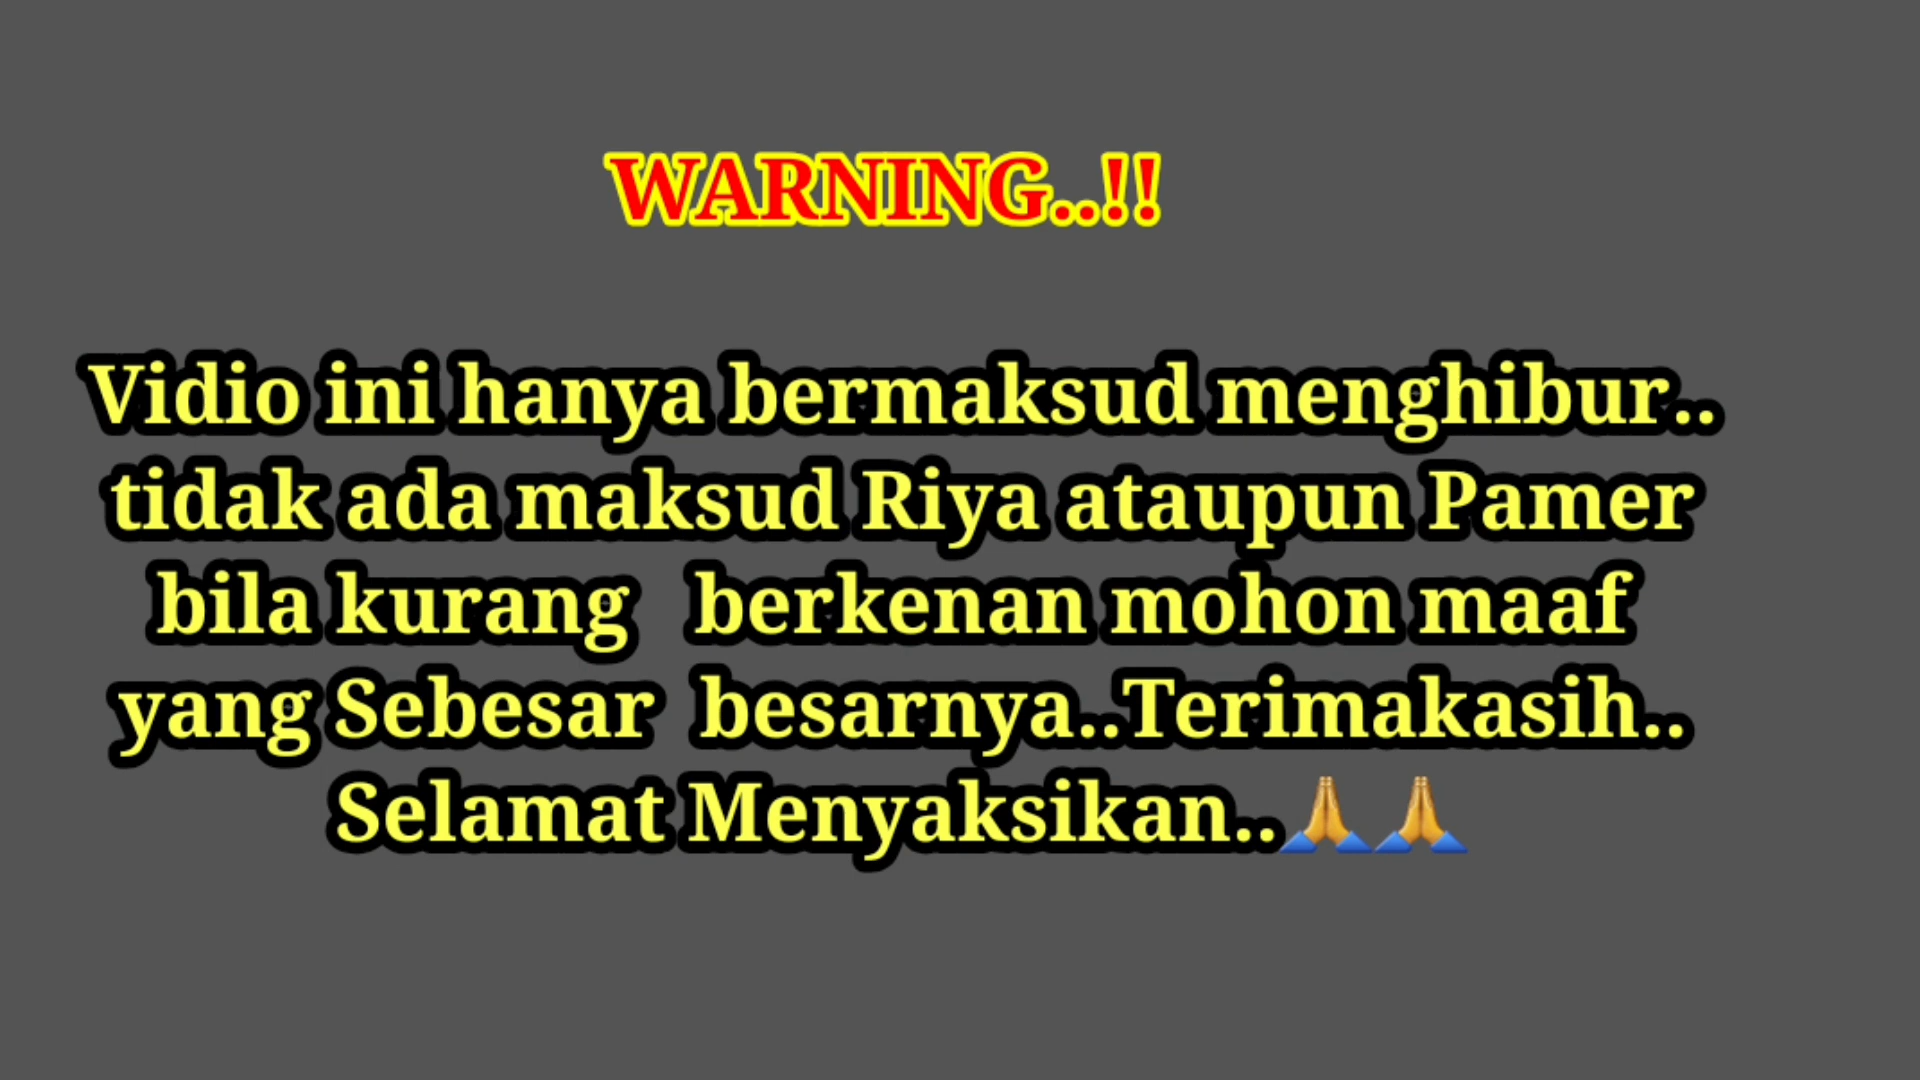 WARNING..!!
Vidio ini hanya bermaksud menghibur..
tidak ada maksud Riya ataupun Pamer
bila kurang berkenan mohon maaf
yang Sebesar besarnya..Terimakasih..
Selamat Menyaksikan..🙏🙏